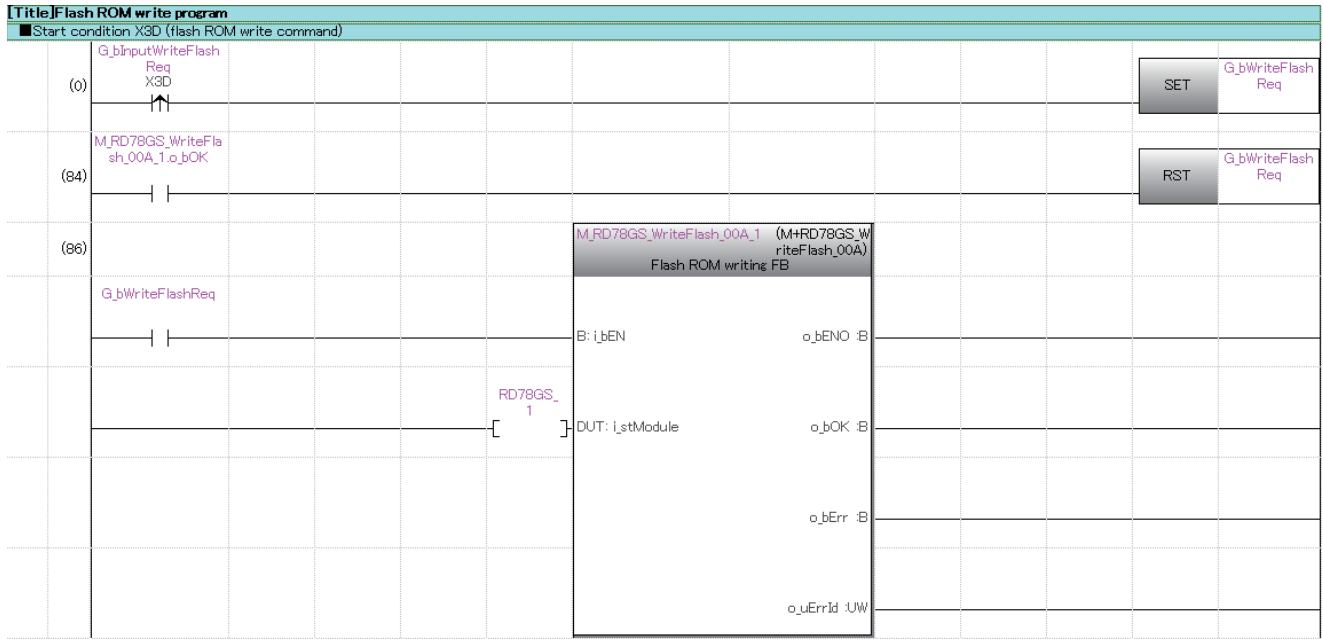 [Title]Flash ROM write program
■Start condition X3D (flash ROM write command)
G_bInputWriteFlash
Req
X3D
(0)
SET
G_bWriteFlash
Req
M_RD78GS_WriteFla
sh_00A_1.o_bOK
(84)
RST
G_bWriteFlash
Req
(86)
M_RD78GS_WriteFlash_00A_1 (M+RD78GS_W
riteFlash_00A)
Flash ROM writing FB
G_bWriteFlashReq
B: i_bEN o_bENO :B
RD78GS_
1
DUT: i_stModule o_bOK :B
o_bErr :B
o_uErrId :UW